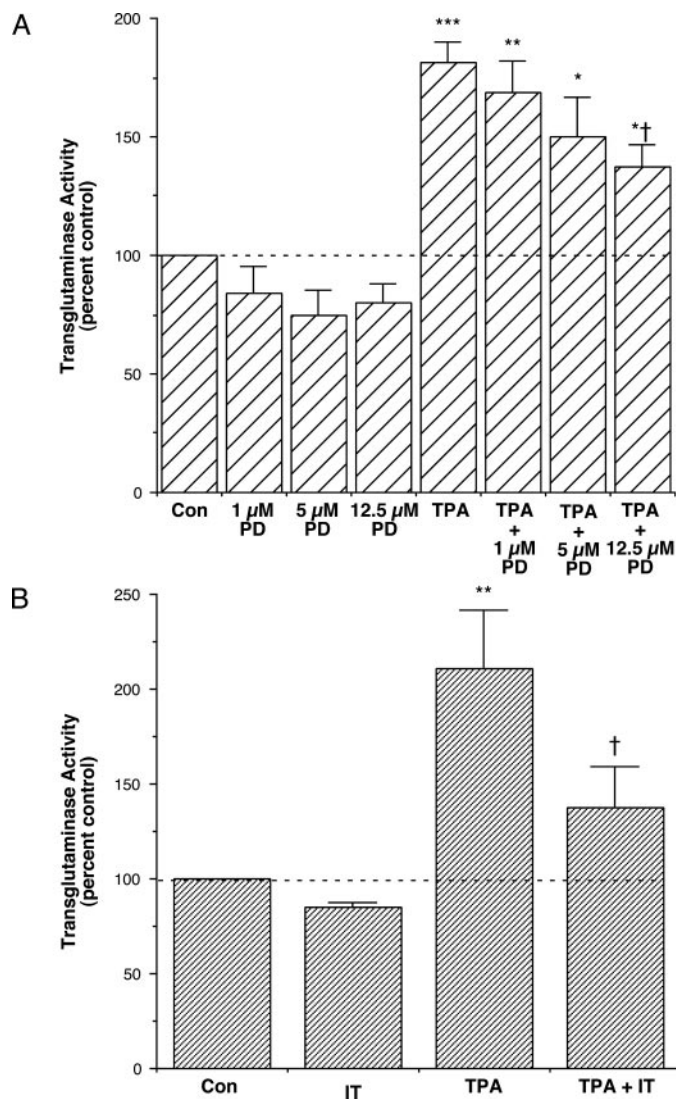 A
Transglutaminase Activity
(percent control)
200
150
100
50
0
***
**
*
*†
Con
1 µM
PD
5 µM
PD
12.5 µM
PD
TPA
TPA
+
1 µM
PD
TPA
+
5 µM
PD
TPA
+
12.5 µM
PD
B
Transglutaminase Activity
(percent control)
250
200
150
100
50
0
**
†
Con
IT
TPA
TPA + IT